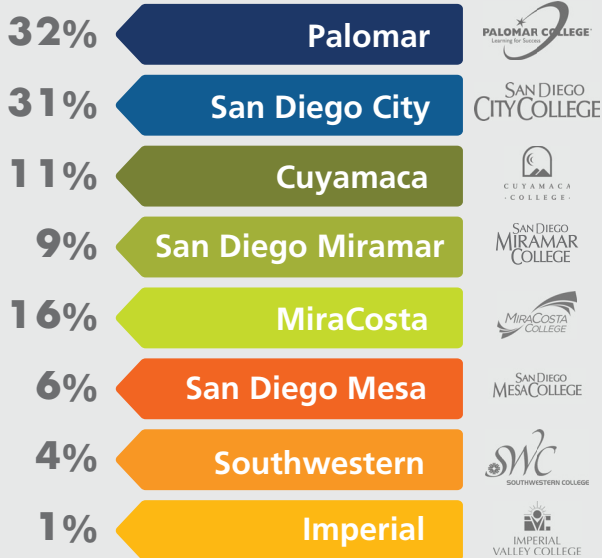 32% Palomar PALOMAR COLLEGE
Learning for Success
31% San Diego City SAN DIEGO
CITY COLLEGE
11% Cuyamaca CUYAMACA
·COLLEGE·
9% San Diego Miramar SAN DIEGO
MIRAMAR
COLLEGE
16% MiraCosta MIRACOSTA
COLLEGE
6% San Diego Mesa SAN DIEGO
MESA COLLEGE
4% Southwestern SWC
SOUTHWESTERN COLLEGE
1% Imperial IMPERIAL
VALLEY COLLEGE